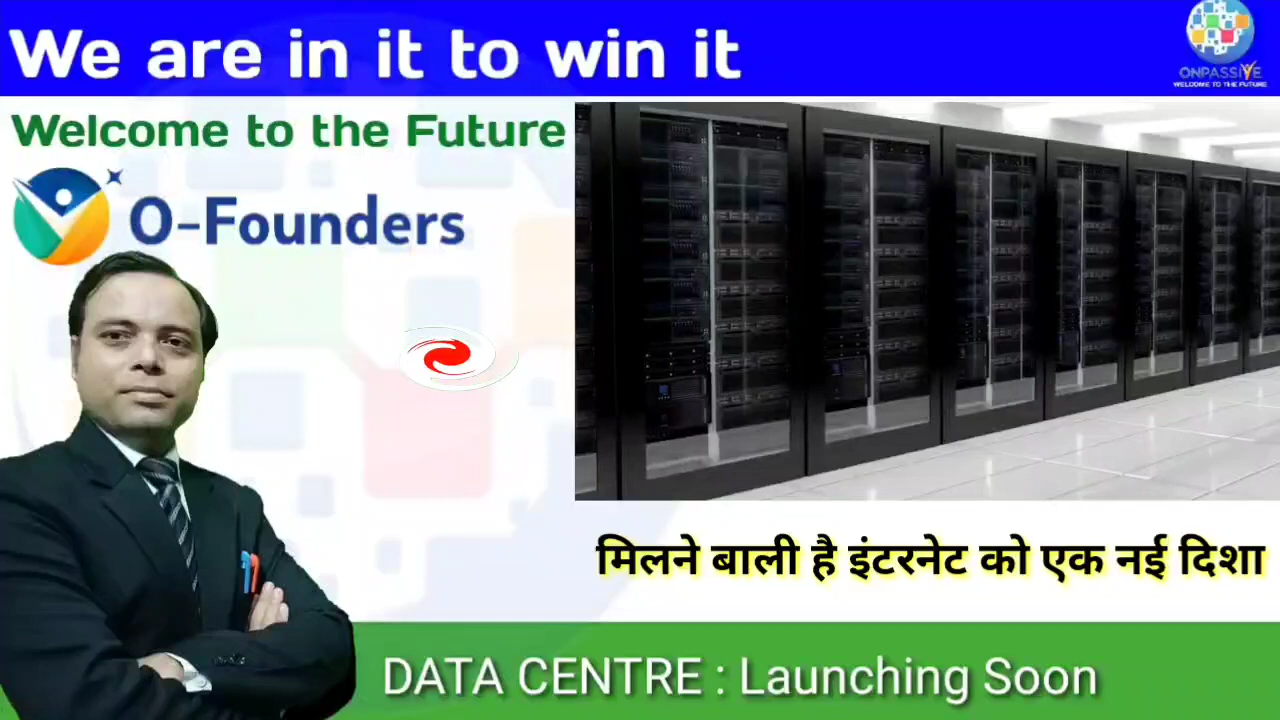 We are in it to win it
ONPASSIVE
WELCOME TO THE FUTURE
Welcome to the Future
O-Founders
मिलने बाली है इंटरनेट को एक नई दिशा
DATA CENTRE : Launching Soon